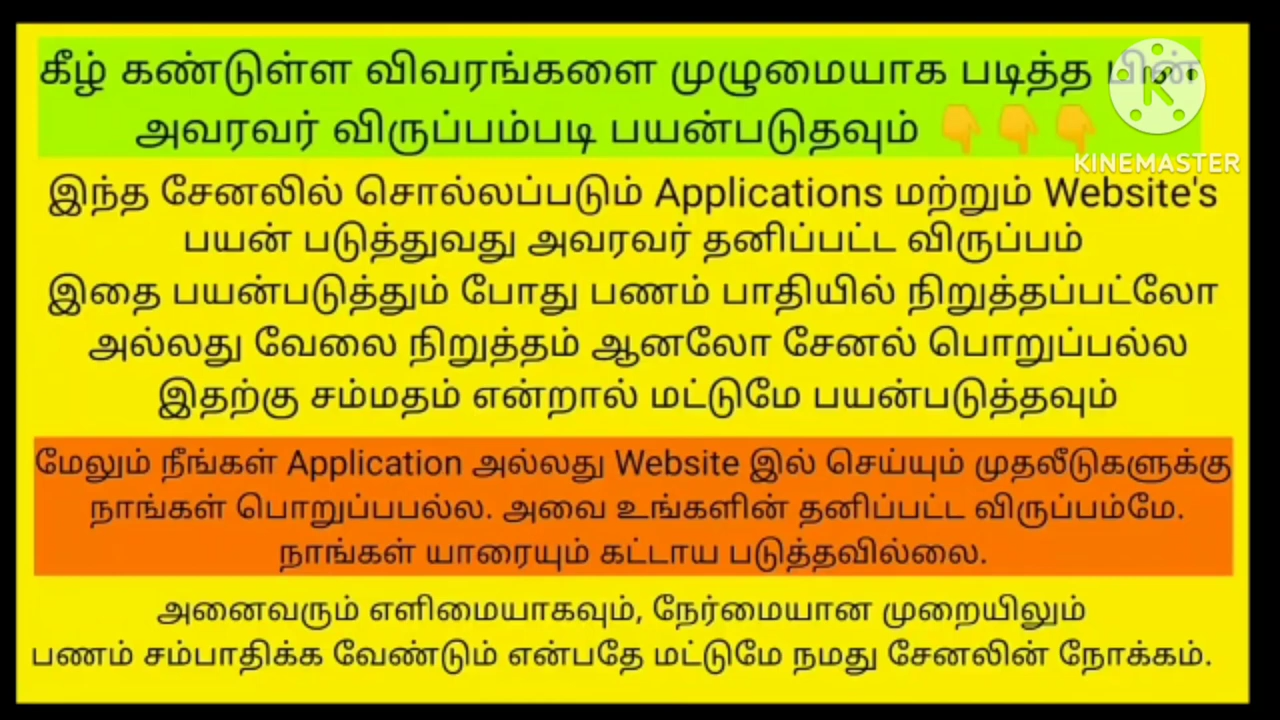 கீழ் கண்டுள்ள விவரங்களை முழுமையாக படித்த பின்
அவரவர் விருப்பம்படி பயன்படுதவும் 👇👇👇
KINEMASTER
இந்த சேனலில் சொல்லப்படும் Applications மற்றும் Website's
பயன் படுத்துவது அவரவர் தனிப்பட்ட விருப்பம்
இதை பயன்படுத்தும் போது பணம் பாதியில் நிறுத்தப்பட்லோ
அல்லது வேலை நிறுத்தம் ஆனலோ சேனல் பொறுப்பல்ல
இதற்கு சம்மதம் என்றால் மட்டுமே பயன்படுத்தவும்
மேலும் நீங்கள் Application அல்லது Website இல் செய்யும் முதலீடுகளுக்கு
நாங்கள் பொறுப்பபல்ல. அவை உங்களின் தனிப்பட்ட விருப்பம்மே.
நாங்கள் யாரையும் கட்டாய படுத்தவில்லை.
அனைவரும் எளிமையாகவும், நேர்மையான முறையிலும்
பணம் சம்பாதிக்க வேண்டும் என்பதே மட்டுமே நமது சேனலின் நோக்கம்.